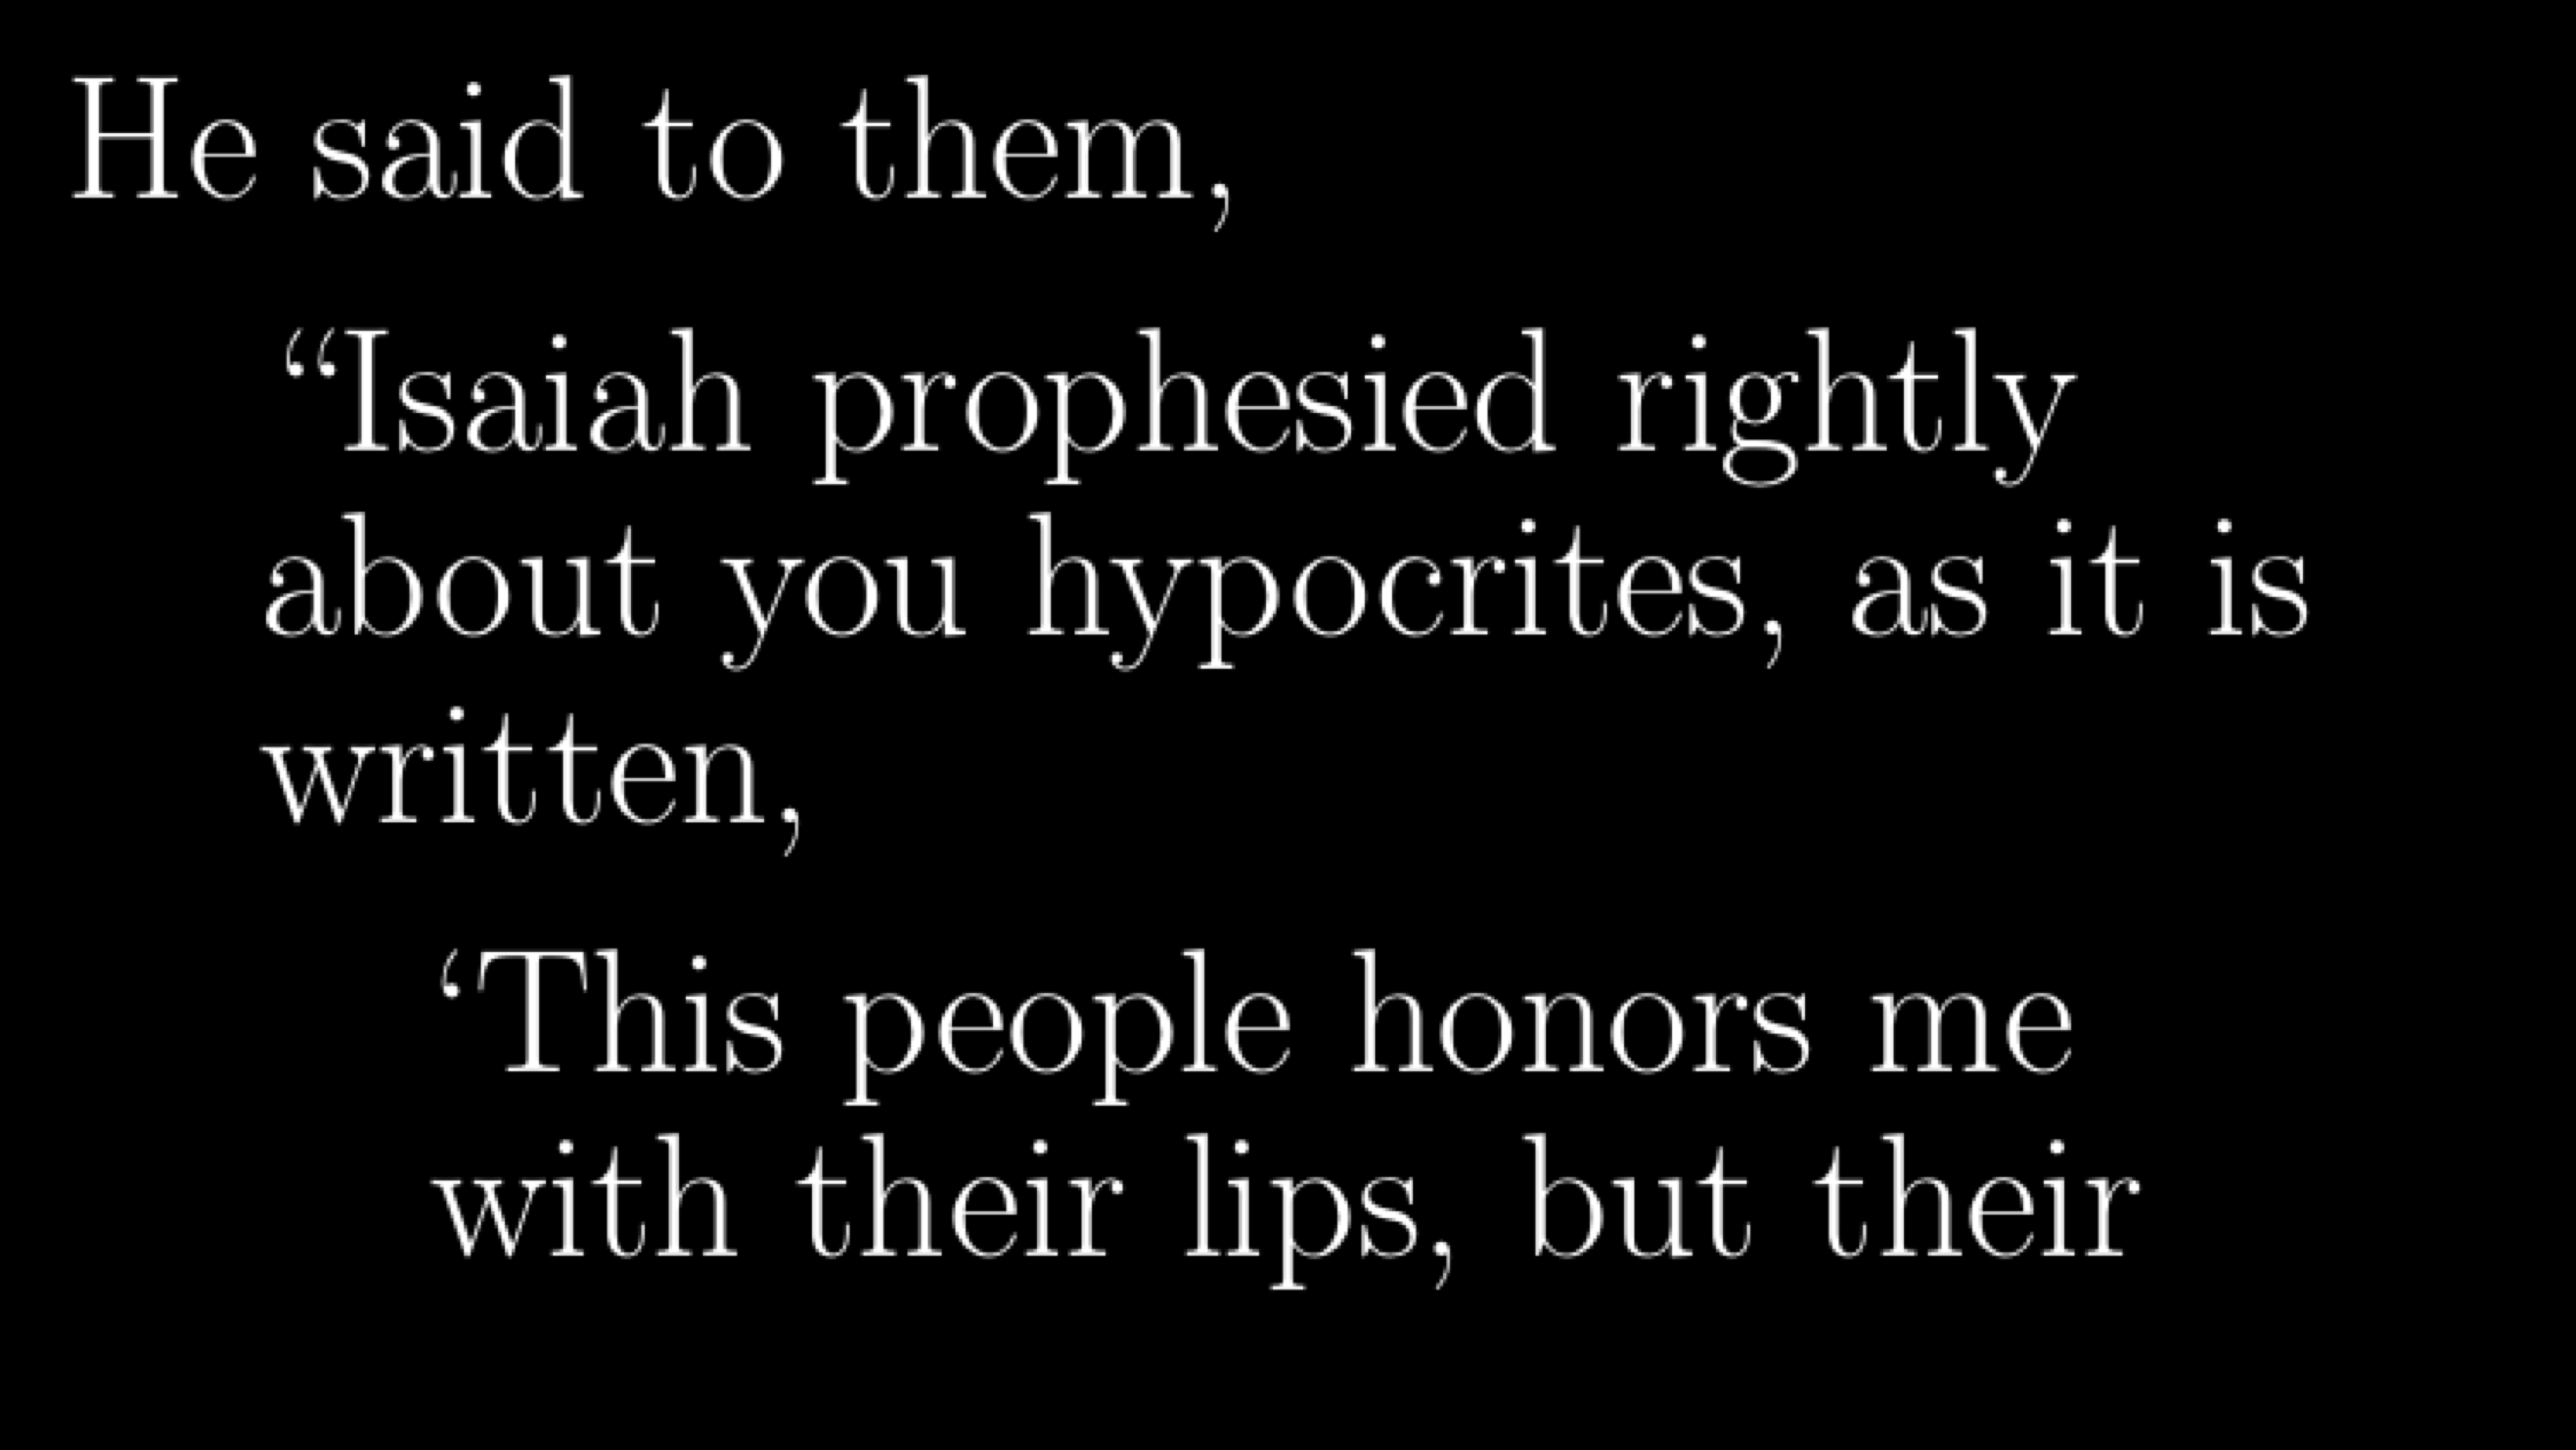 He said to them,
“Isaiah prophesied rightly
about you hypocrites, as it is
written,
‘This people honors me
with their lips, but their